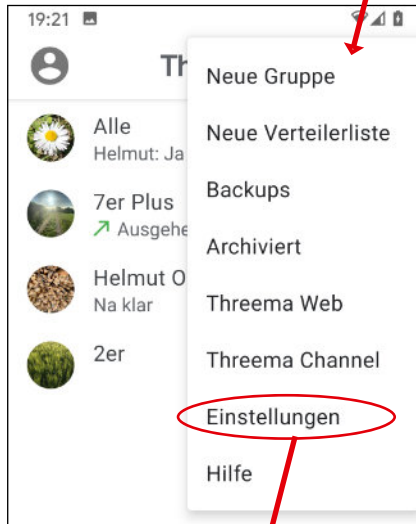 19:21
Th
Neue Gruppe
Alle
Helmut: Ja
Neue Verteilerliste
7er Plus
Ausgehe
Backups
Archiviert
Helmut O
Na klar
Threema Web
2er
Threema Channel
Einstellungen
Hilfe